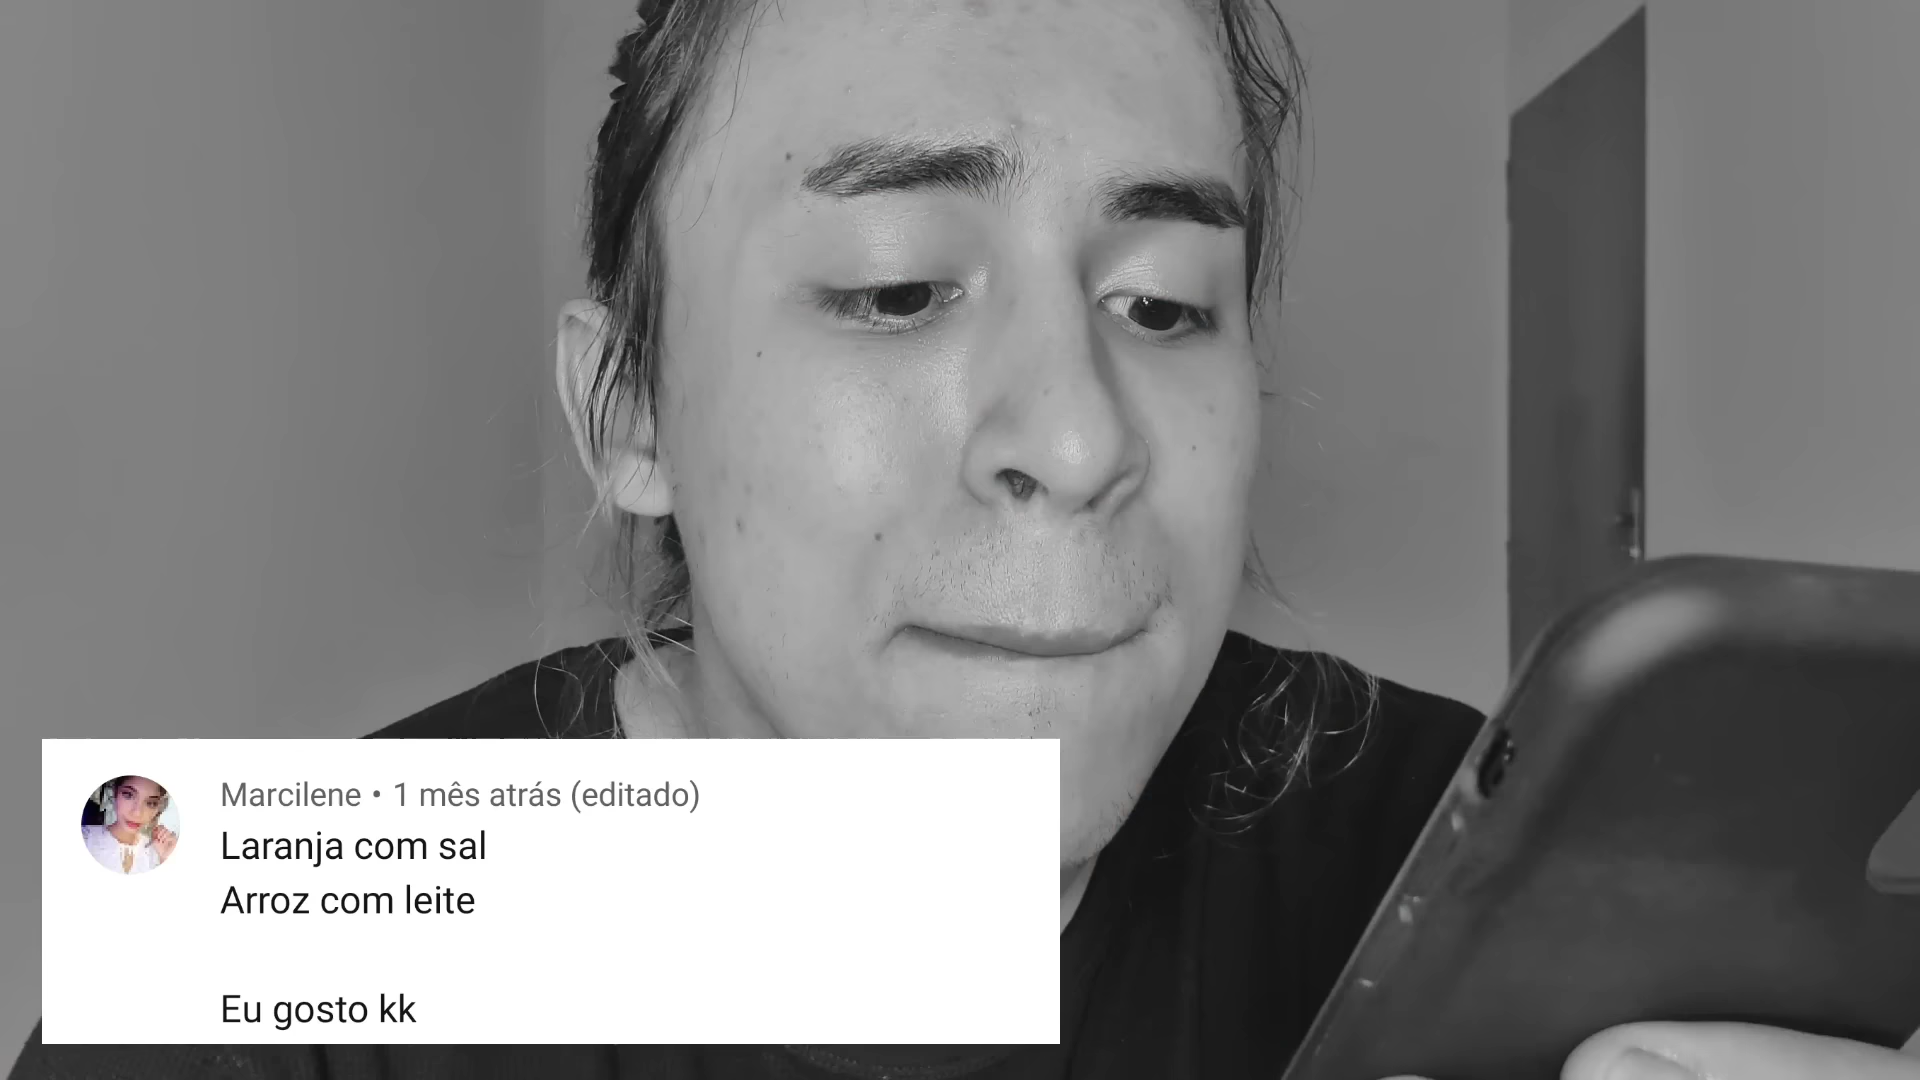 Marcilene • 1 mês atrás (editado)
Laranja com sal
Arroz com leite
Eu gosto kk